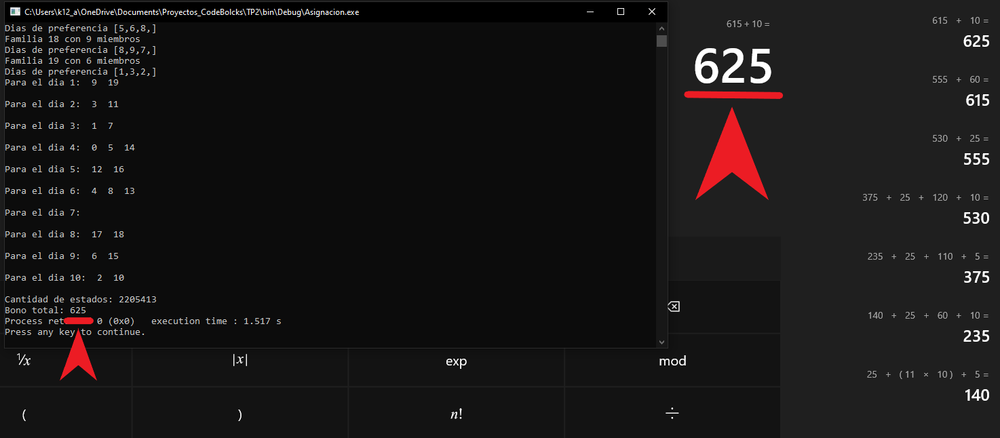 C:\Users\k12_a\OneDrive\Documents\Proyectos_CodeBolcks\TP2\bin\Debug\Asignacion.exe
Dias de preferencia [5,6,8,]
Familia 18 con 9 miembros
Dias de preferencia [8,9,7,]
Familia 19 con 6 miembros
Dias de preferencia [1,3,2,]
Para el dia 1:  9  19
Para el dia 2:  3  11
Para el dia 3:  1  7
Para el dia 4:  0  5  14
Para el dia 5:  12  16
Para el dia 6:  4  8  13
Para el dia 7:
Para el dia 8:  17  18
Para el dia 9:  6  15
Para el dia 10:  2  10
Cantidad de estados: 2205413
Bono total: 625
Process ret 0 (0x0)   execution time : 1.517 s
Press any key to continue.
615 + 10 =
625
615 + 10 =
625
555 + 60 =
615
530 + 25 =
555
375 + 25 + 120 + 10 =
530
235 + 25 + 110 + 5 =
375
140 + 25 + 60 + 10 =
235
25 + (11 × 10) + 5 =
140
⅟x
|x|
exp
mod
(
)
n!
÷